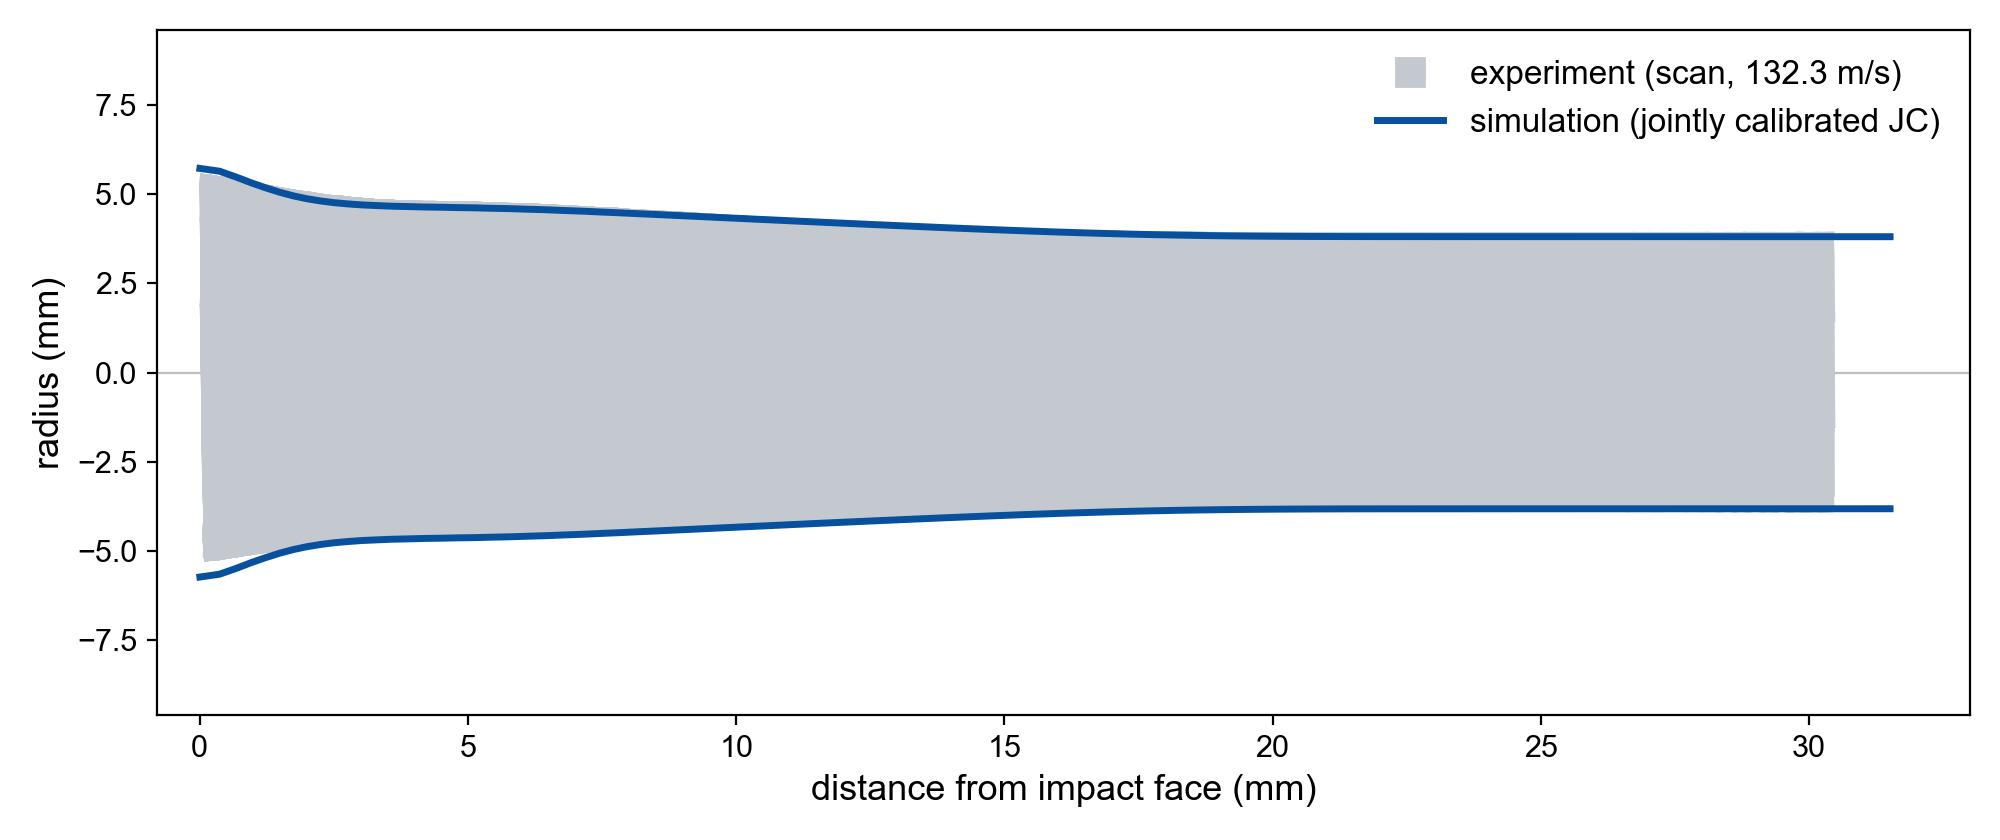 experiment (scan, 132.3 m/s)
simulation (jointly calibrated JC)
radius (mm)
7.5
5.0
2.5
0.0
−2.5
−5.0
−7.5
0 5 10 15 20 25 30
distance from impact face (mm)